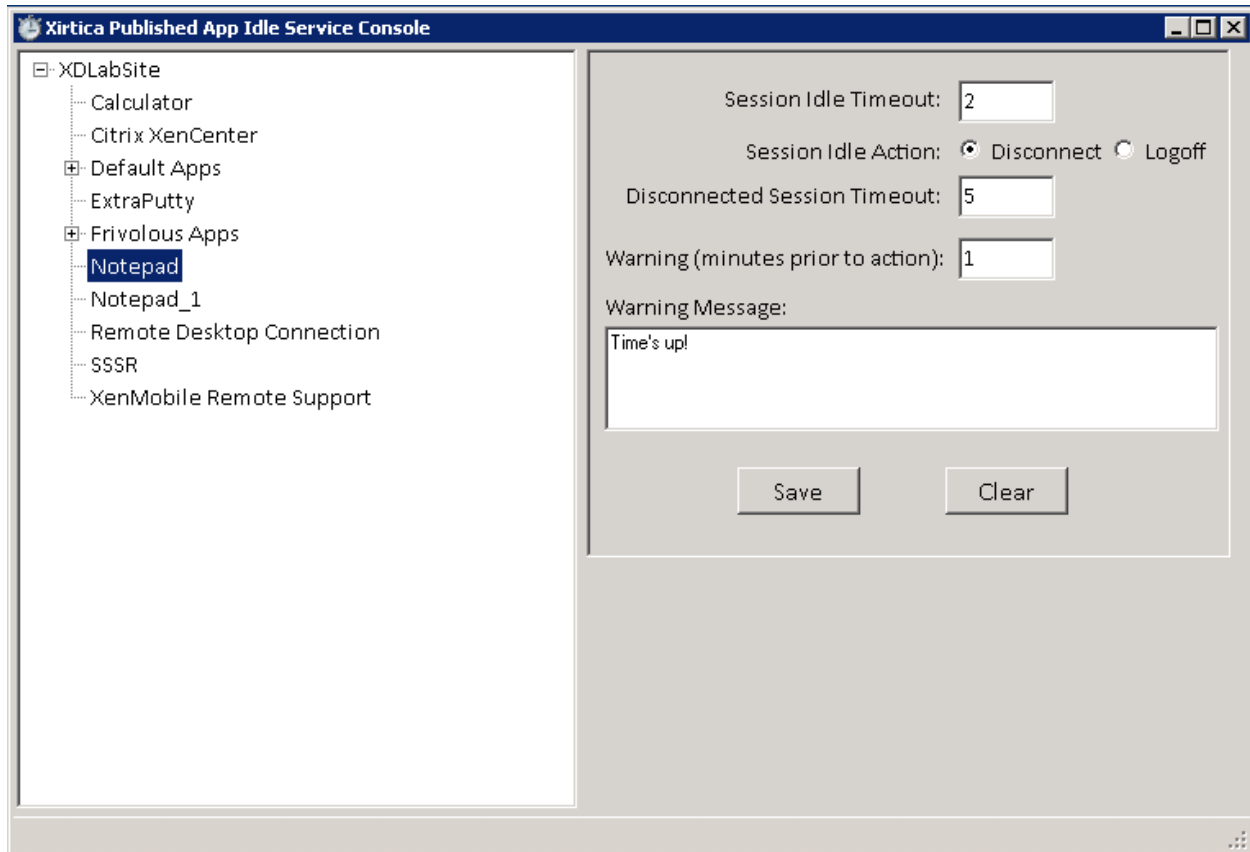 Xirtica Published App Idle Service Console
XDLabSite
Calculator
Citrix XenCenter
Default Apps
ExtraPutty
Frivolous Apps
Notepad
Notepad_1
Remote Desktop Connection
SSSR
XenMobile Remote Support
Session Idle Timeout: 2
Session Idle Action: Disconnect Logoff
Disconnected Session Timeout: 5
Warning (minutes prior to action): 1
Warning Message:
Time's up!
Save Clear